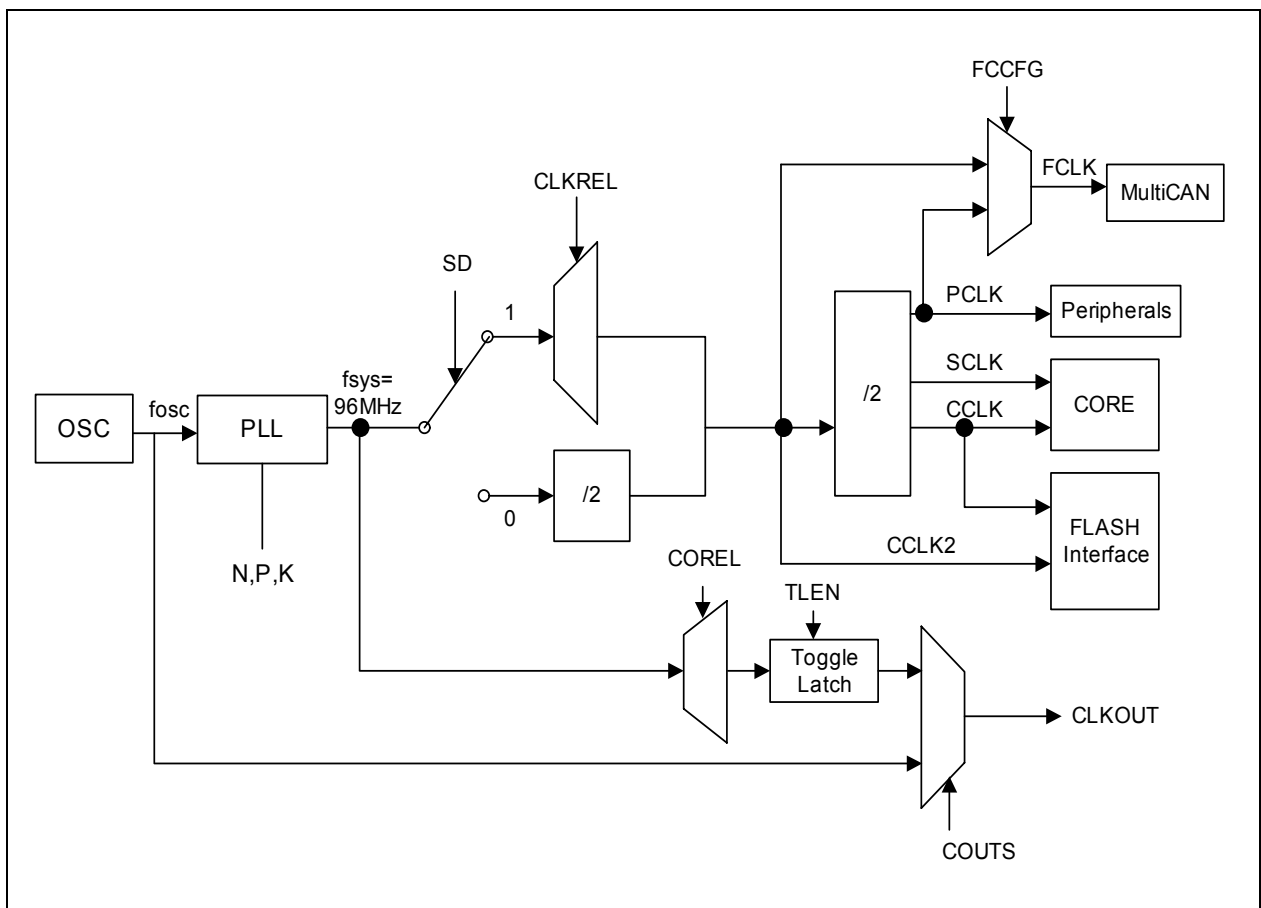 FCCFG
FCLK
MultiCAN
CLKREL
SD
1
PCLK
Peripherals
fsys=
96MHz
SCLK
/2
CORE
fosc
CCLK
OSC
PLL
/2
0
FLASH
Interface
CCLK2
N,P,K
COREL
TLEN
Toggle
Latch
CLKOUT
COUTS